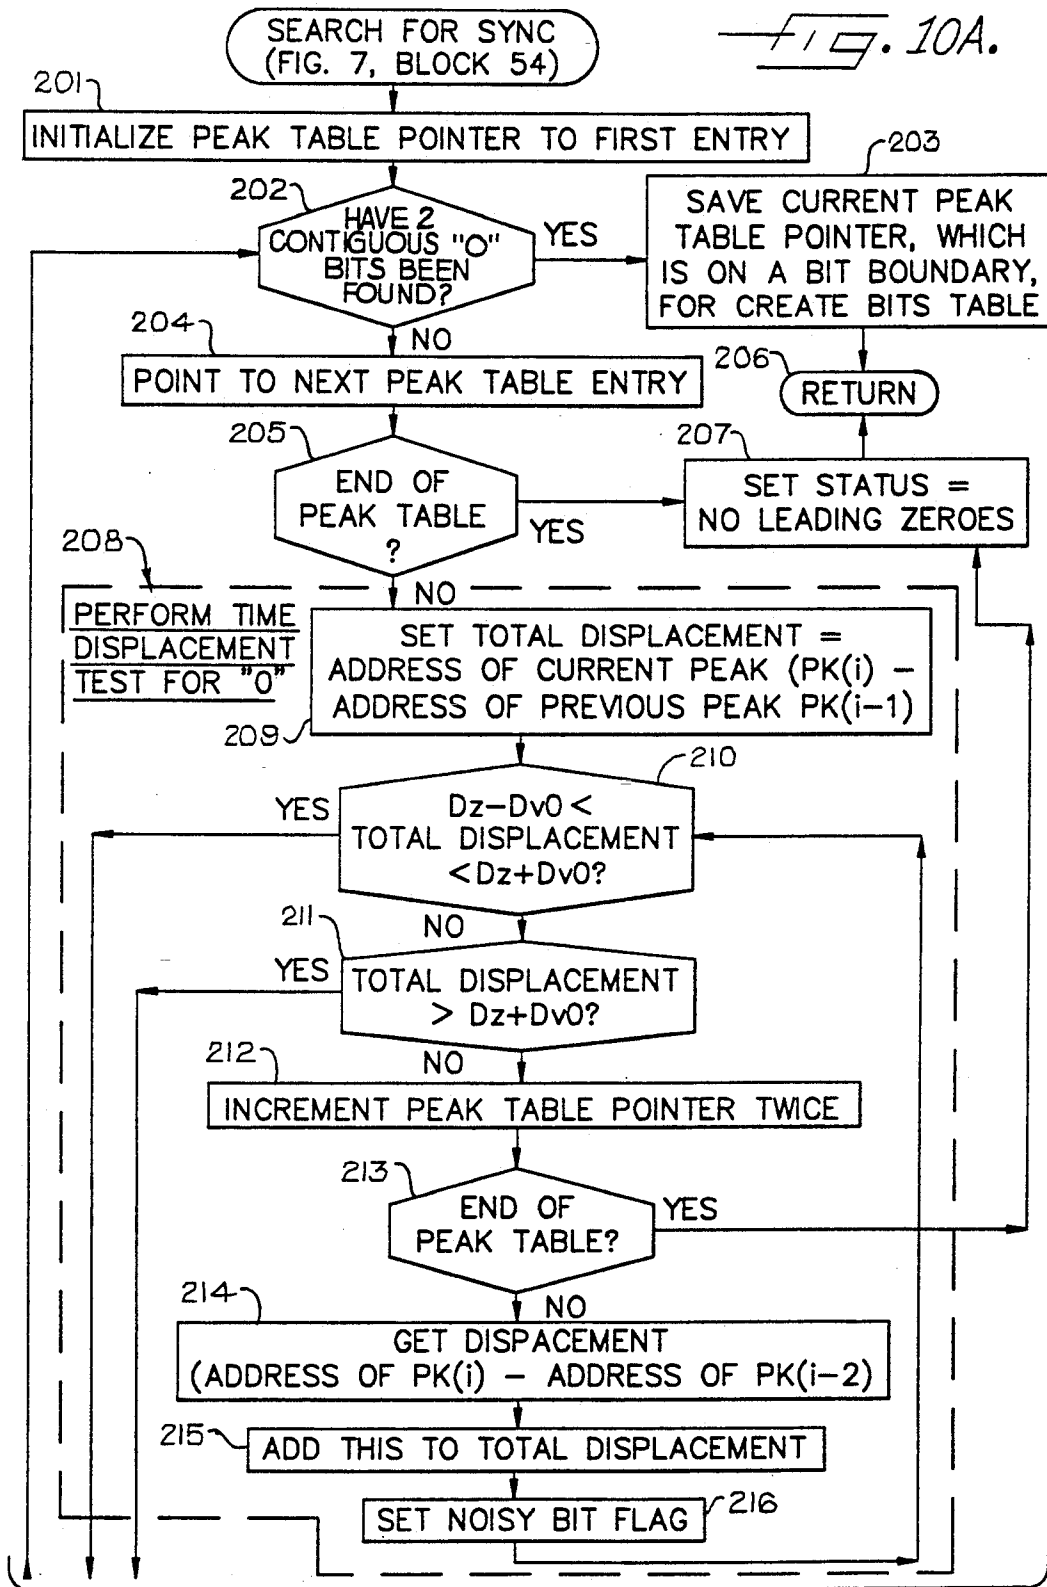 SEARCH FOR SYNC
(FIG. 7, BLOCK 54)
Fig. 10A.
201
INITIALIZE PEAK TABLE POINTER TO FIRST ENTRY
202
HAVE 2
CONTIGUOUS "0"
BITS BEEN
FOUND?
YES
NO
203
SAVE CURRENT PEAK
TABLE POINTER, WHICH
IS ON A BIT BOUNDARY,
FOR CREATE BITS TABLE
204
POINT TO NEXT PEAK TABLE ENTRY
206
RETURN
205
END OF
PEAK TABLE
?
YES
NO
207
SET STATUS =
NO LEADING ZEROES
208
PERFORM TIME
DISPLACEMENT
TEST FOR "0"
SET TOTAL DISPLACEMENT =
ADDRESS OF CURRENT PEAK (PK(i) –
ADDRESS OF PREVIOUS PEAK PK(i-1)
209
210
YES
Dz-Dv0 <
TOTAL DISPLACEMENT
<Dz+Dv0?
NO
211
YES
TOTAL DISPLACEMENT
> Dz+Dv0?
NO
212
INCREMENT PEAK TABLE POINTER TWICE
213
END OF
PEAK TABLE?
YES
NO
214
GET DISPACEMENT
(ADDRESS OF PK(i) – ADDRESS OF PK(i-2)
215
ADD THIS TO TOTAL DISPLACEMENT
SET NOISY BIT FLAG
216